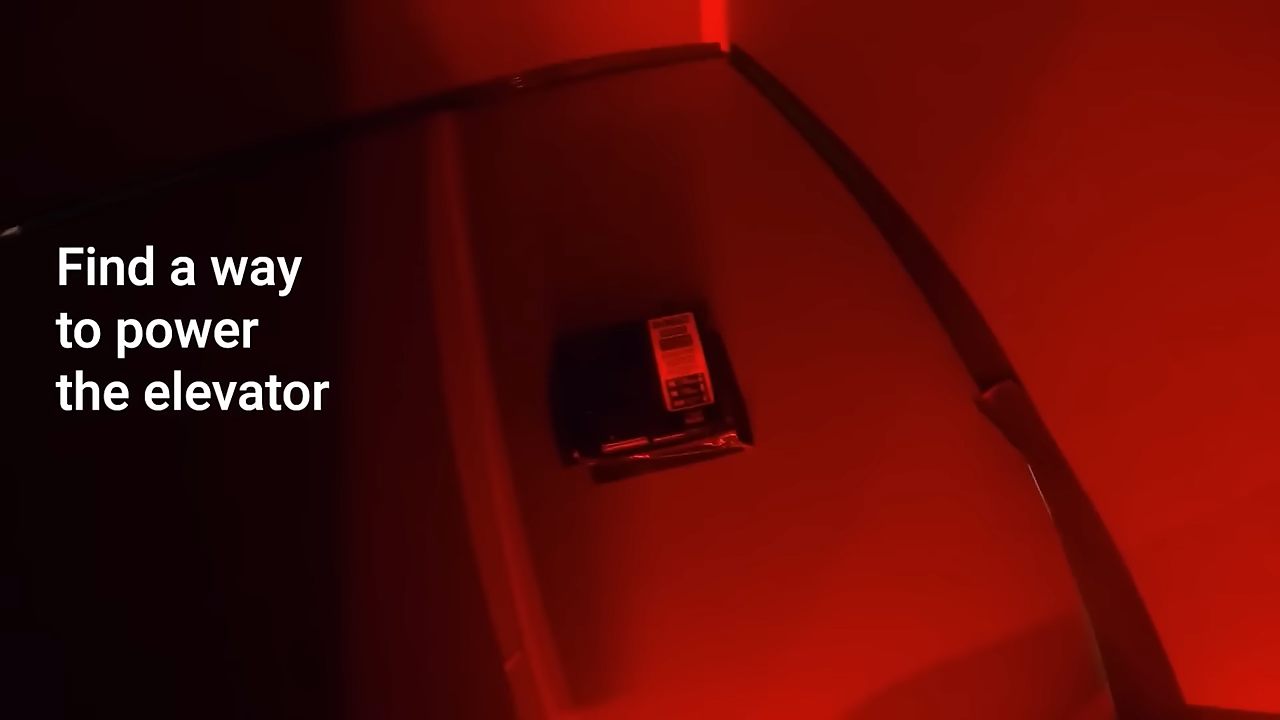 Find a way
to power
the elevator